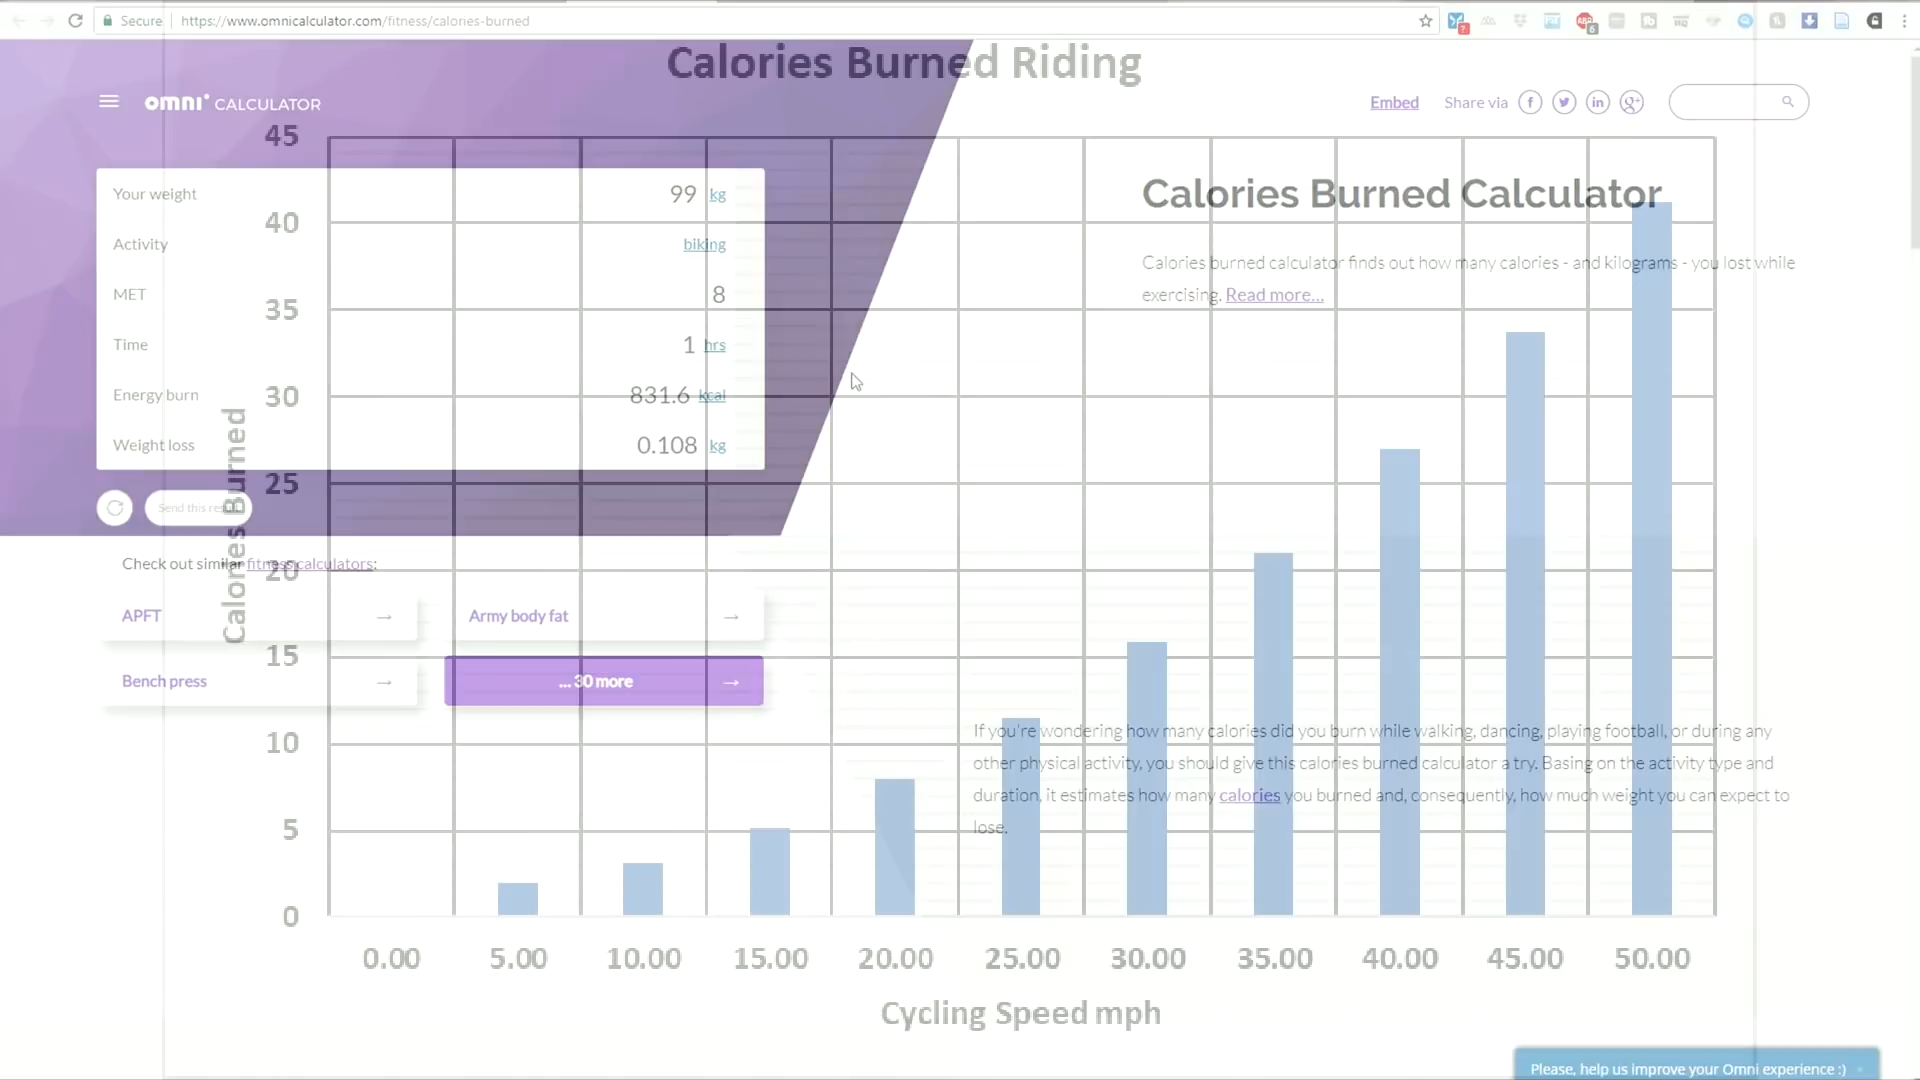 Secure
https://www.omnicalculator.com/fitness/calories-burned
Calories Burned Riding
omni CALCULATOR
Embed
Share via
Your weight 99 kg
Activity biking
MET 8
Time 1 hrs
Energy burn 831.6 kcal
Weight loss 0.108 kg
Calories Burned Calculator
Calories burned calculator finds out how many calories - and kilograms - you lost while
exercising. Read more...
Check out similar fitness calculators:
APFT →
Army body fat →
Bench press →
... 30 more →
If you're wondering how many calories did you burn while walking, dancing, playing football, or during any
other physical activity, you should give this calories burned calculator a try. Basing on the activity type and
duration, it estimates how many calories you burned and, consequently, how much weight you can expect to
lose.
Calories Burned
45
40
35
30
25
20
15
10
5
0
0.00 5.00 10.00 15.00 20.00 25.00 30.00 35.00 40.00 45.00 50.00
Cycling Speed mph
Please, help us improve your Omni experience :)